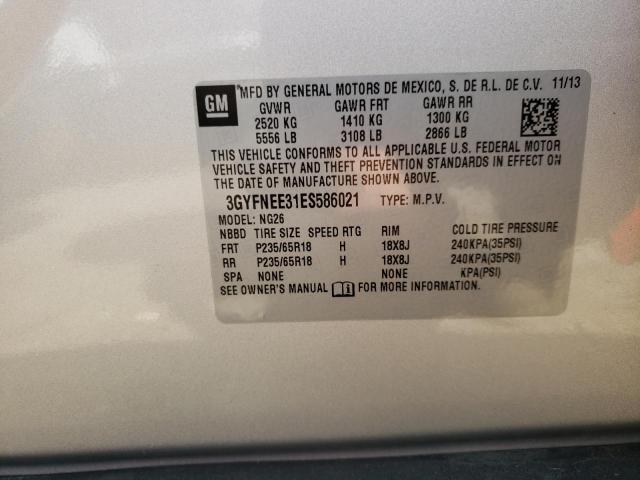 GM
*MFD BY GENERAL MOTORS DE MEXICO, S. DE R.L. DE C.V. 11/13
GVWR GAWR FRT GAWR RR
2520 KG 1410 KG 1300 KG
5556 LB 3108 LB 2866 LB
THIS VEHICLE CONFORMS TO ALL APPLICABLE U.S. FEDERAL MOTOR
VEHICLE SAFETY AND THEFT PREVENTION STANDARDS IN EFFECT ON
THE DATE OF MANUFACTURE SHOWN ABOVE.
3GYFNEE31ES586021 TYPE: M.P.V.
MODEL: NG26
NBBD TIRE SIZE SPEED RTG RIM COLD TIRE PRESSURE
FRT P235/65R18 H 18X8J 240KPA(35PSI)
RR P235/65R18 H 18X8J 240KPA(35PSI)
SPA NONE NONE KPA(PSI)
SEE OWNER'S MANUAL FOR MORE INFORMATION.